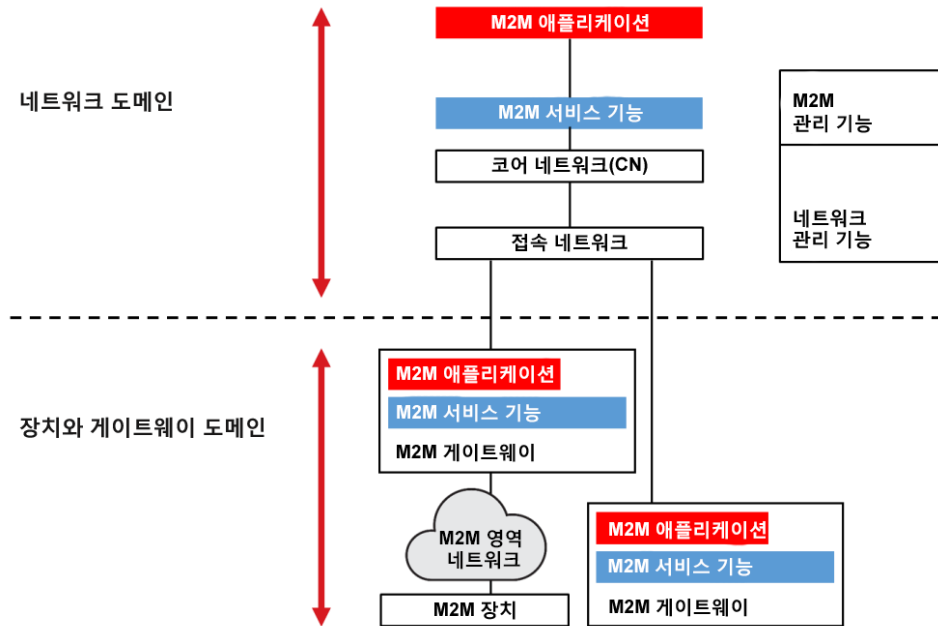 M2M 애플리케이션
네트워크 도메인
M2M 서비스 기능
M2M
관리 기능
코어 네트워크(CN)
네트워크
관리 기능
접속 네트워크
장치와 게이트웨이 도메인
M2M 애플리케이션
M2M 서비스 기능
M2M 게이트웨이
M2M 영역
네트워크
M2M 장치
M2M 애플리케이션
M2M 서비스 기능
M2M 게이트웨이